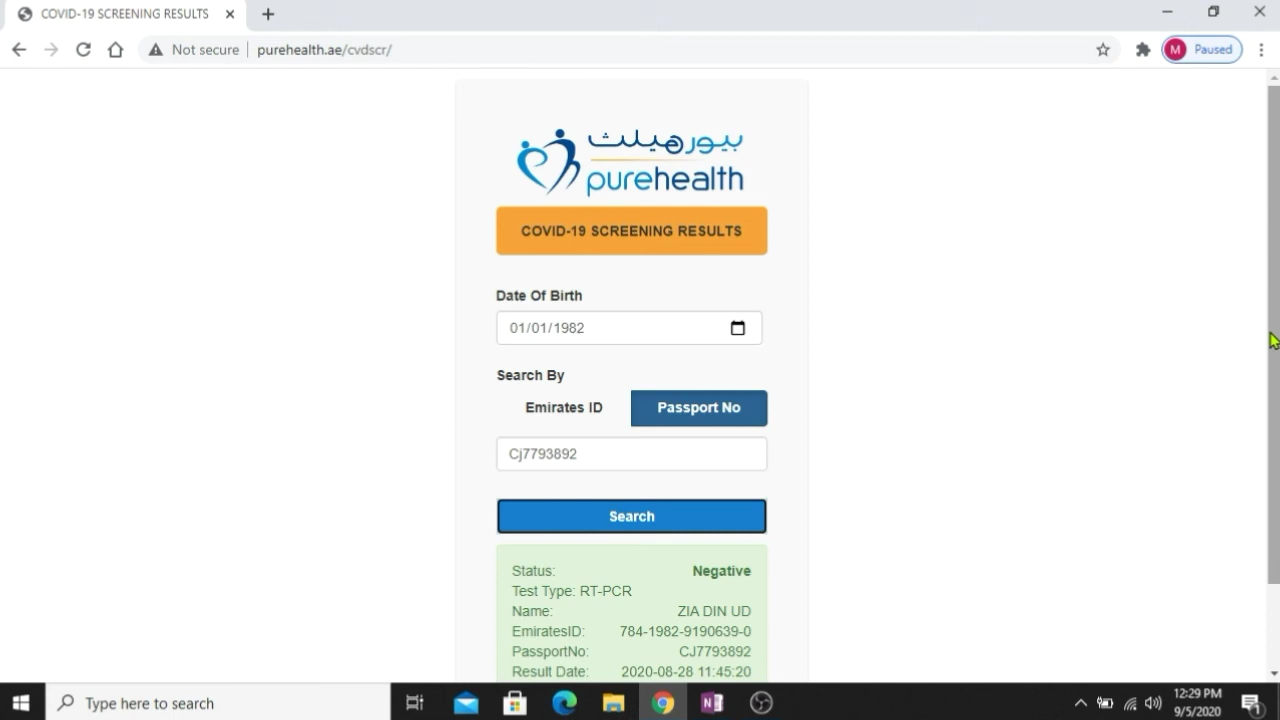 COVID-19 SCREENING RESULTS
Not secure
purehealth.ae/cvdscr/
M
Paused
بيورهيلث
purehealth
COVID-19 SCREENING RESULTS
Date Of Birth
01/01/1982
Search By
Emirates ID
Passport No
Cj7793892
Search
Status: Negative
Test Type: RT-PCR
Name: ZIA DIN UD
EmiratesID: 784-1982-9190639-0
PassportNo: CJ7793892
Result Date: 2020-08-28 11:45:20
Type here to search
12:29 PM
9/5/2020
1